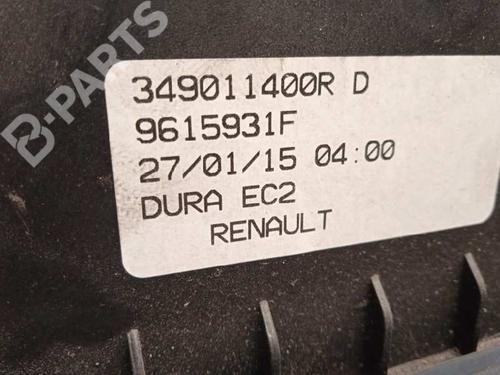 B-PARTS
349011400R D
9615931F
27/01/15 04:00
DURA EC2
RENAULT